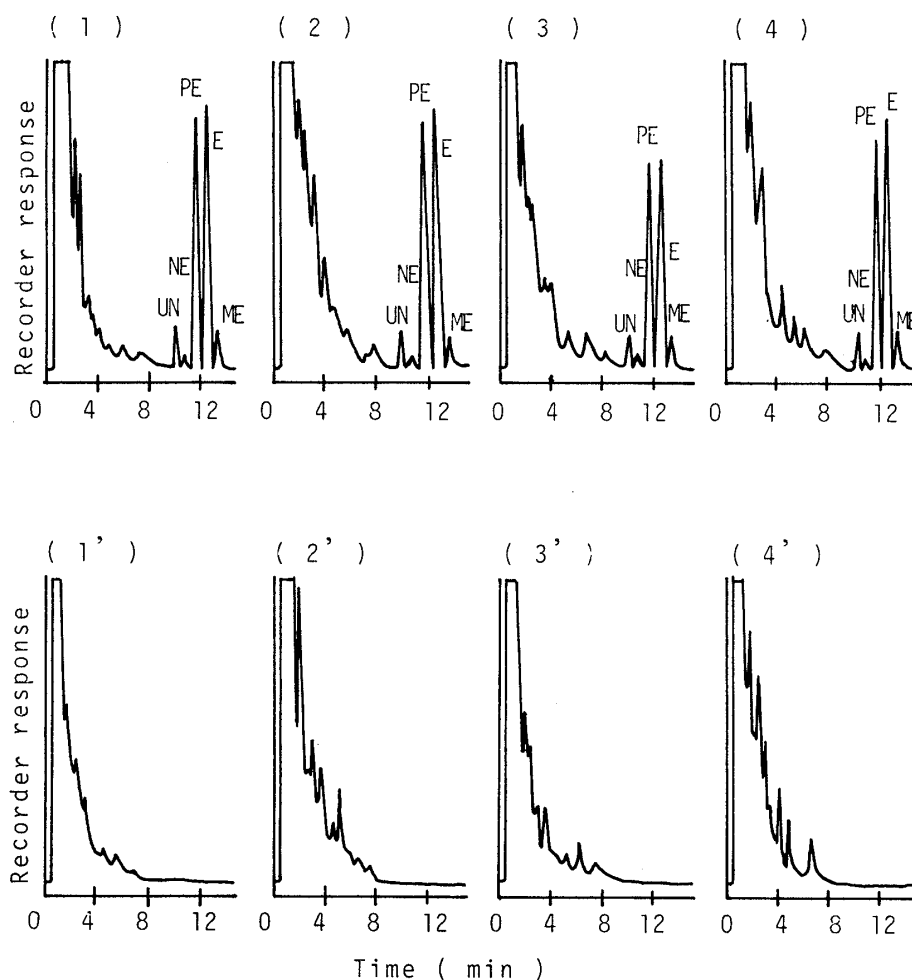 ( 1 ) ( 2 ) ( 3 ) ( 4 )
Recorder response
PE
E
NE
UN
ME
0 4 8 12
PE
E
NE
UN
ME
0 4 8 12
PE
E
NE
UN
ME
0 4 8 12
E
PE
NE
UN
ME
0 4 8 12
( 1’ ) ( 2’ ) ( 3’ ) ( 4’ )
Recorder response
0 4 8 12
0 4 8 12
0 4 8 12
0 4 8 12
Time ( min )